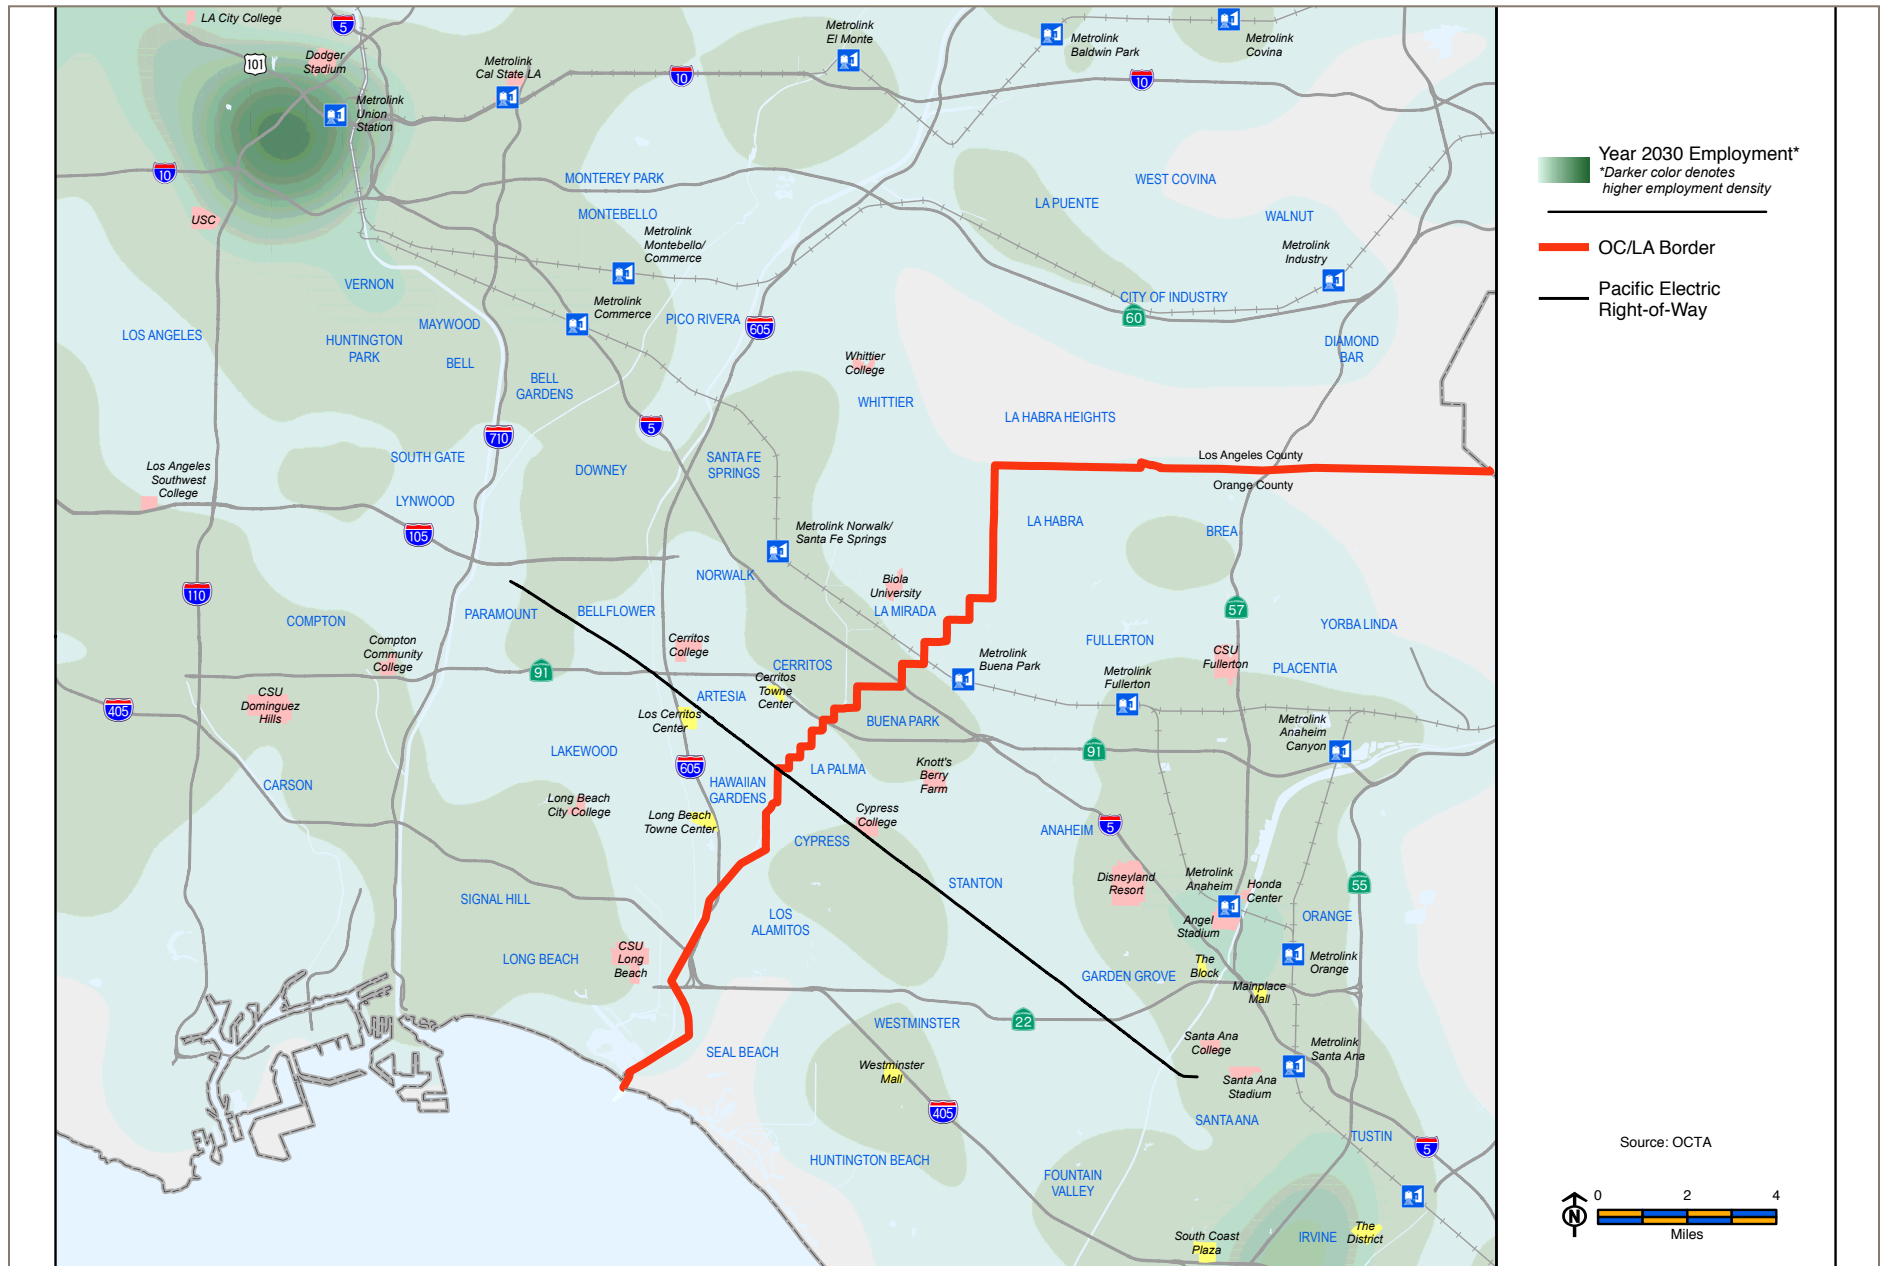 LA City College
5
Dodger
Stadium
101
Metrolink
Union
Station
Metrolink
Cal State LA
10
Metrolink
El Monte
Metrolink
Baldwin Park
Metrolink
Covina
10
10
USC
MONTEREY PARK
MONTEBELLO
Metrolink
Montebello/
Commerce
WEST COVINA
LA PUENTE
WALNUT
Metrolink
Industry
VERNON
LOS ANGELES
MAYWOOD
HUNTINGTON
PARK
BELL
Metrolink
Commerce
PICO RIVERA
605
CITY OF INDUSTRY
60
DIAMOND
BAR
BELL
GARDENS
Whittier
College
WHITTIER
LA HABRA HEIGHTS
5
710
SOUTH GATE
DOWNEY
SANTA FE
SPRINGS
Los Angeles County
Orange County
Los Angeles
Southwest
College
LYNWOOD
105
Metrolink Norwalk/
Santa Fe Springs
LA HABRA
BREA
NORWALK
110
Biola
University
LA MIRADA
57
COMPTON
PARAMOUNT
BELLFLOWER
Compton
Community
College
Cerritos
College
CERRITOS
Cerritos
Towne
Center
Metrolink
Buena Park
FULLERTON
YORBA LINDA
CSU
Fullerton
PLACENTIA
Metrolink
Fullerton
91
ARTESIA
405
CSU
Dominguez
Hills
Los Cerritos
Center
BUENA PARK
Metrolink
Anaheim
Canyon
91
LAKEWOOD
605
LA PALMA
HAWAIIAN
GARDENS
Knott's
Berry
Farm
CARSON
Long Beach
City College
Long Beach
Towne Center
Cypress
College
CYPRESS
ANAHEIM
5
STANTON
Disneyland
Resort
Metrolink
Anaheim
Honda
Center
55
SIGNAL HILL
LOS
ALAMITOS
Angel
Stadium
ORANGE
CSU
Long
Beach
LONG BEACH
The
Block
Metrolink
Orange
GARDEN GROVE
Mainplace
Mall
22
WESTMINSTER
SEAL BEACH
Westminster
Mall
Santa Ana
College
Metrolink
Santa Ana
Santa Ana
Stadium
405
SANTA ANA
TUSTIN
5
HUNTINGTON BEACH
FOUNTAIN
VALLEY
South Coast
Plaza
IRVINE
The
District
Year 2030 Employment*
*Darker color denotes
higher employment density
OC/LA Border
Pacific Electric
Right-of-Way
Source: OCTA
N
0 2 4
Miles